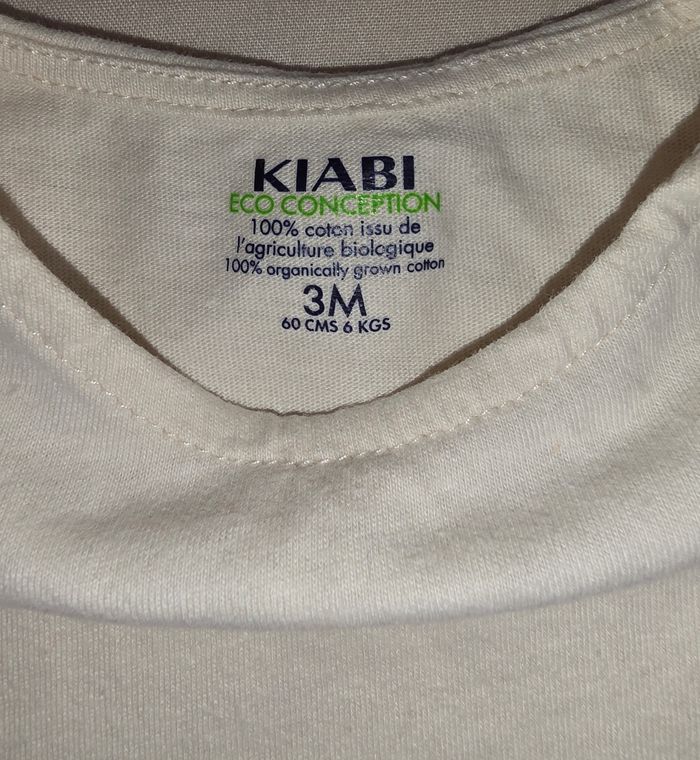 KIABI
ECO CONCEPTION
100% coton issu de
l'agriculture biologique
100% organically grown cotton
3M
60 CMS 6 KGS